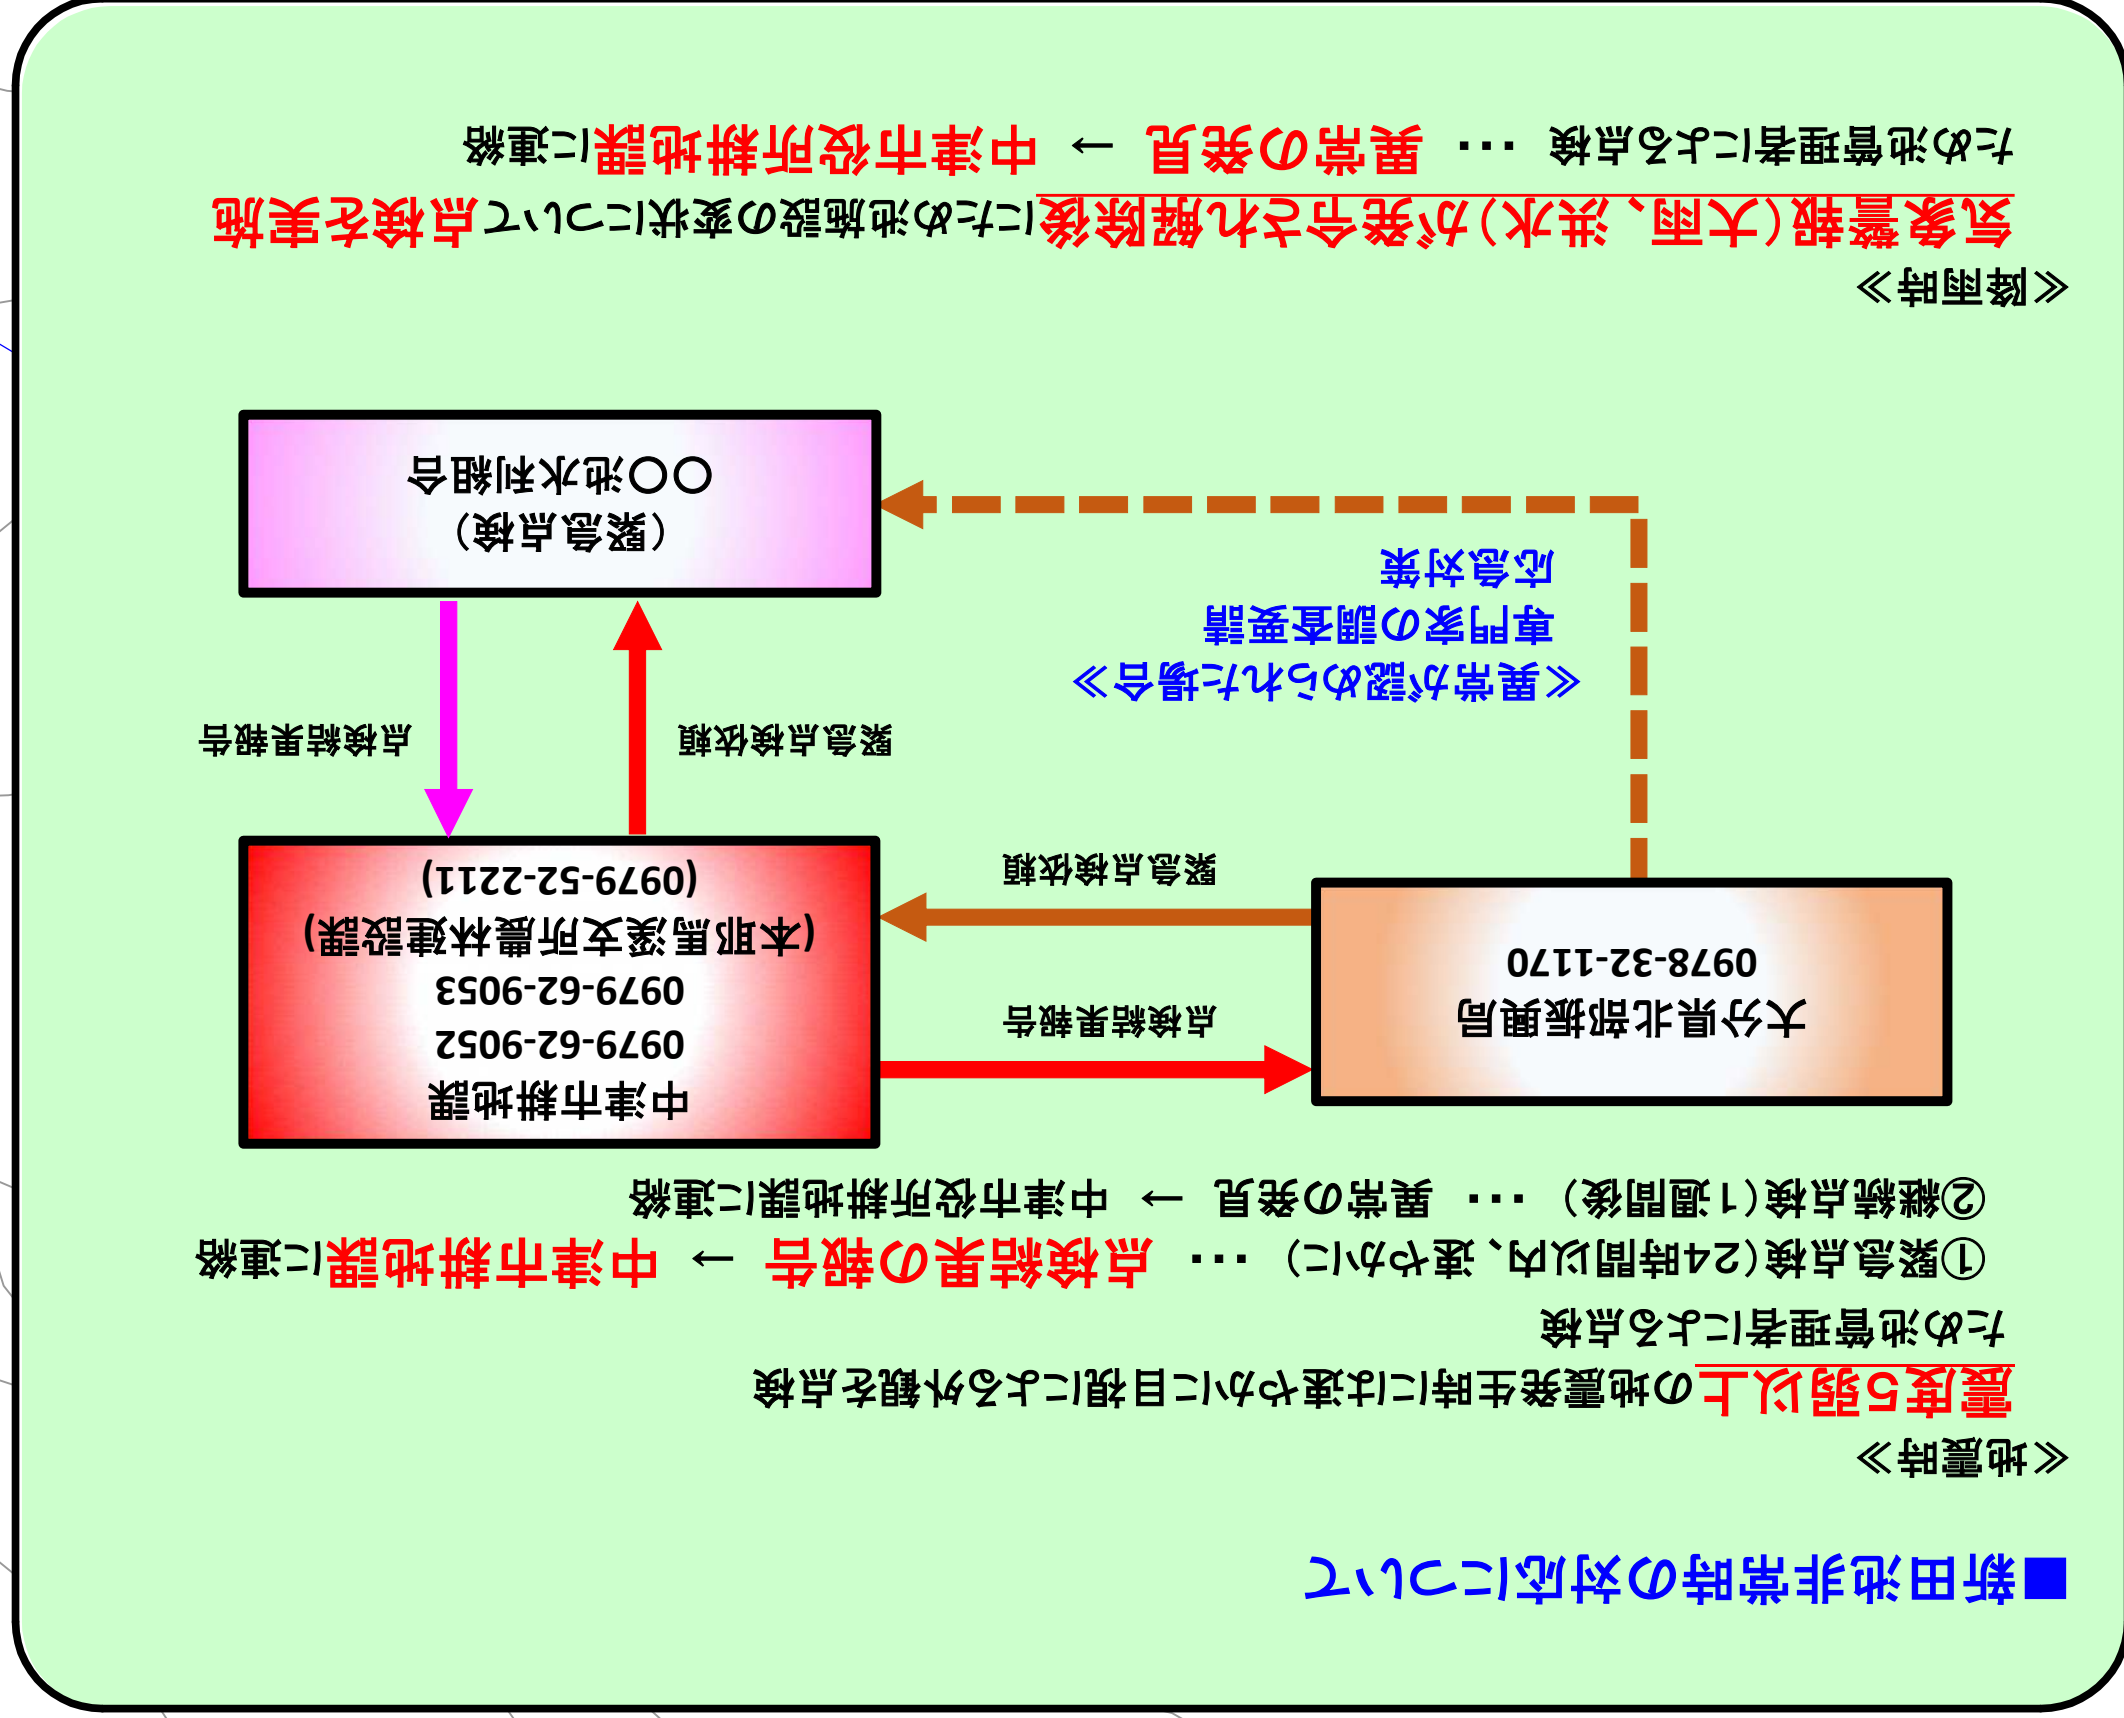 ■新田池非常時の対応について
≪地震時≫
震度5弱以上の地震発生時には速やかに目視による外観を点検
ため池管理者による点検
①緊急点検(24時間以内、速やかに) ・・・ 点検結果の報告 → 中津市耕地課に連絡
②継続点検(1週間後) ・・・ 異常の発見 → 中津市役所耕地課に連絡
大分県北部振興局
0978-32-1170
点検結果報告
緊急点検依頼
中津市耕地課
0979-62-9052
0979-62-9053
(本耶馬溪支所農林建設課)
(0979-52-2211)
≪異常が認められた場合≫
専門家の調査要請
応急対策
緊急点検依頼
点検結果報告
(緊急点検)
〇〇池水利組合
≪降雨時≫
気象警報(大雨、洪水)が発令され解除後にため池施設の変状について点検を実施
ため池管理者による点検 ・・・ 異常の発見 → 中津市役所耕地課に連絡